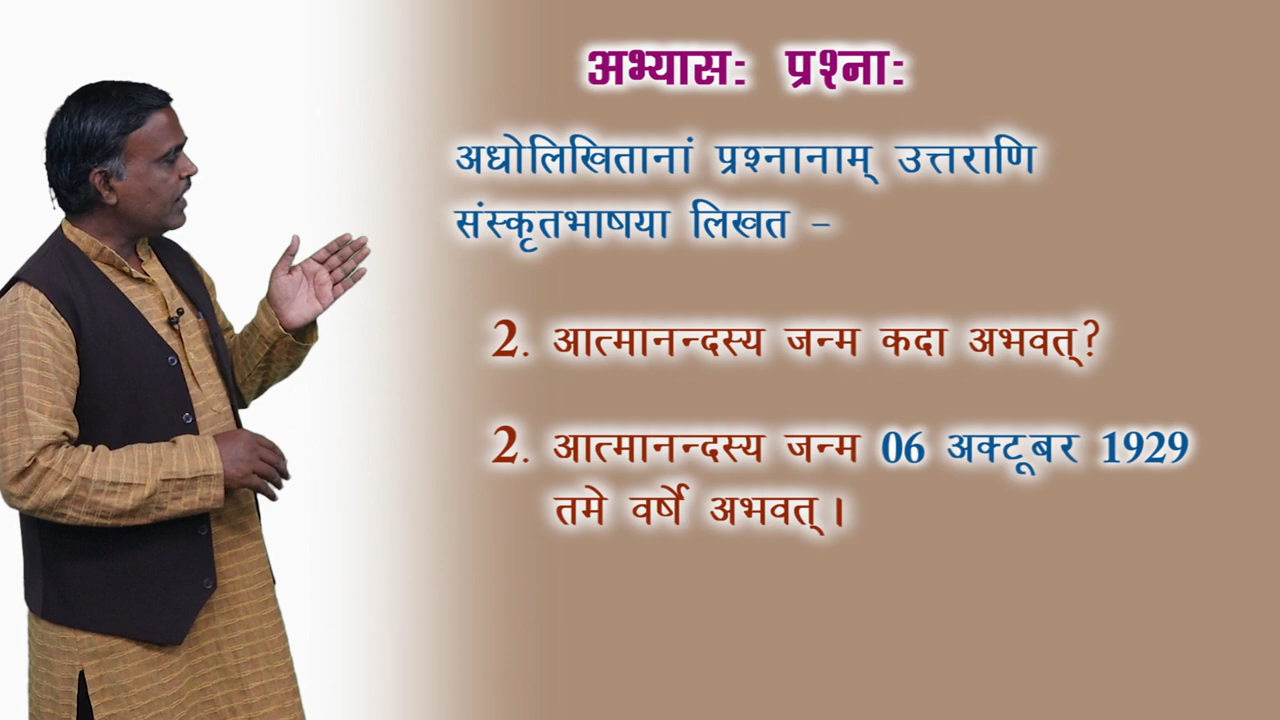 अभ्यासः प्रश्नाः
अधोलिखितानां प्रश्नानाम् उत्तराणि
संस्कृतभाषया लिखत –
2. आत्मानन्दस्य जन्म कदा अभवत्?
2. आत्मानन्दस्य जन्म 06 अक्टूबर 1929
तमे वर्षे अभवत्।